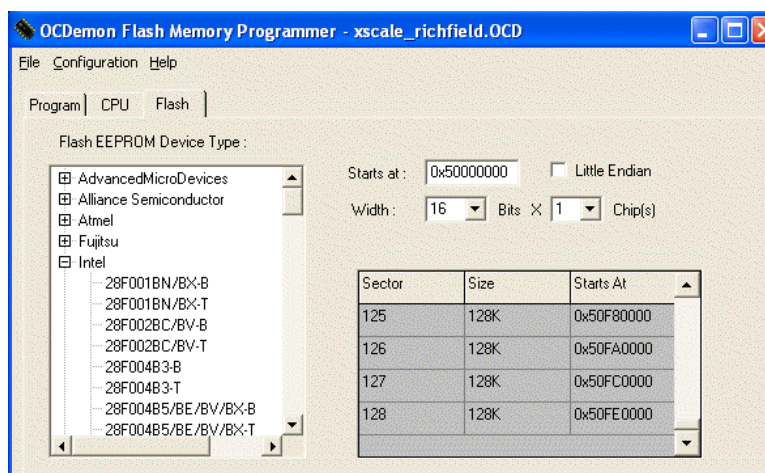 OCDemon Flash Memory Programmer - xscale_richfield.OCD
File Configuration Help
Program CPU Flash
Flash EEPROM Device Type :
AdvancedMicroDevices
Alliance Semiconductor
Atmel
Fujitsu
Intel
28F001BN/BX-B
28F001BN/BX-T
28F002BC/BV-B
28F002BC/BV-T
28F004B3-B
28F004B3-T
28F004B5/BE/BV/BX-B
28F004B5/BE/BV/BX-T
Starts at : 0x50000000 Little Endian
Width : 16 Bits X 1 Chip(s)
Sector Size Starts At
125 128K 0x50F80000
126 128K 0x50FA0000
127 128K 0x50FC0000
128 128K 0x50FE0000